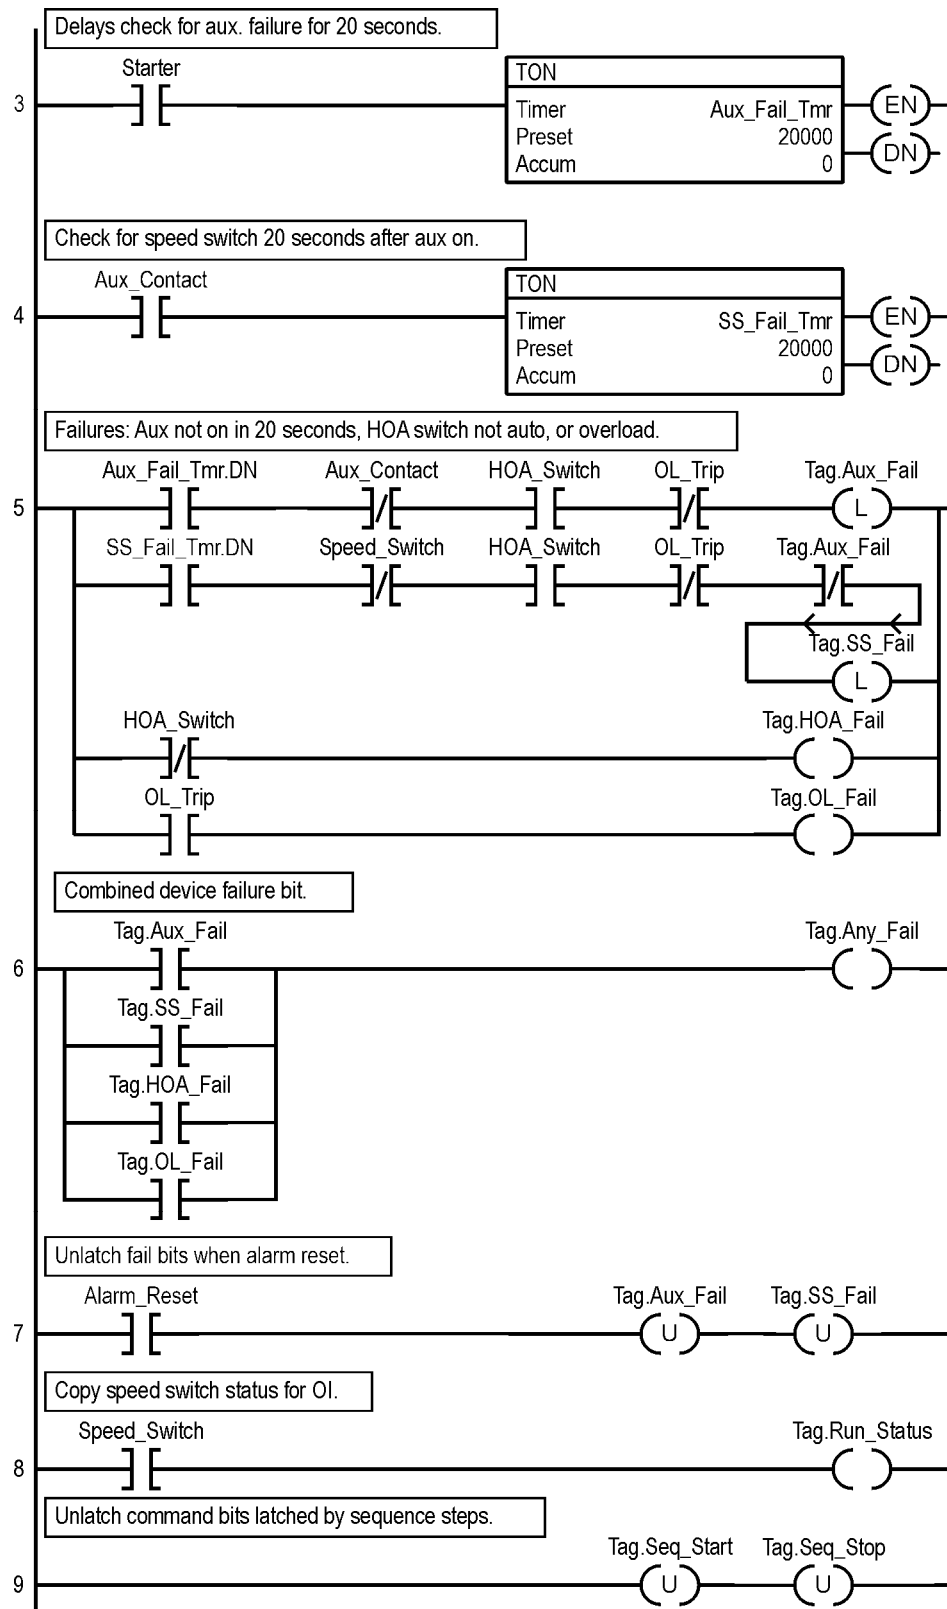 Delays check for aux. failure for 20 seconds.
Starter
TON
3
Timer Aux_Fail_Tmr
EN
Preset 20000
DN
Accum 0
Check for speed switch 20 seconds after aux on.
Aux_Contact
TON
4
Timer SS_Fail_Tmr
EN
Preset 20000
DN
Accum 0
Failures: Aux not on in 20 seconds, HOA switch not auto, or overload.
Aux_Fail_Tmr.DN Aux_Contact HOA_Switch OL_Trip Tag.Aux_Fail
5
L
SS_Fail_Tmr.DN Speed_Switch HOA_Switch OL_Trip Tag.Aux_Fail
Tag.SS_Fail
L
HOA_Switch Tag.HOA_Fail
OL_Trip Tag.OL_Fail
Combined device failure bit.
Tag.Aux_Fail Tag.Any_Fail
6
Tag.SS_Fail
Tag.HOA_Fail
Tag.OL_Fail
Unlatch fail bits when alarm reset.
Alarm_Reset Tag.Aux_Fail Tag.SS_Fail
7
U U
Copy speed switch status for OI.
Speed_Switch Tag.Run_Status
8
Unlatch command bits latched by sequence steps.
Tag.Seq_Start Tag.Seq_Stop
9
U U